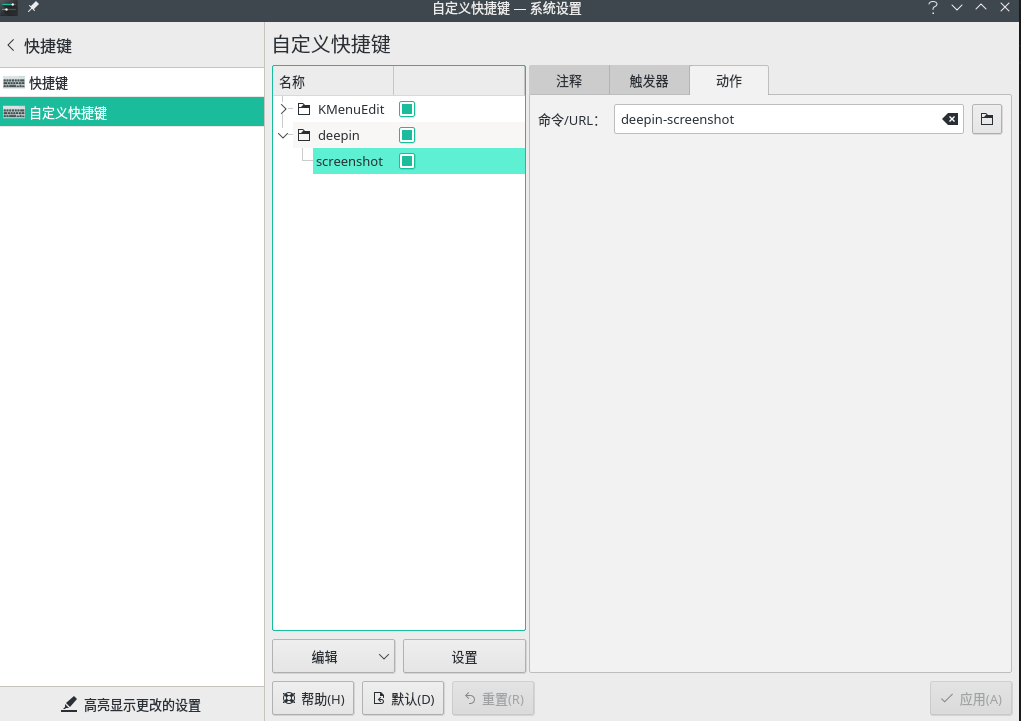 自定义快捷键 — 系统设置
快捷键
快捷键
自定义快捷键
高亮显示更改的设置
自定义快捷键
名称
KMenuEdit
deepin
screenshot
编辑
设置
注释
触发器
动作
命令/URL：
deepin-screenshot
帮助(H)
默认(D)
重置(R)
应用(A)